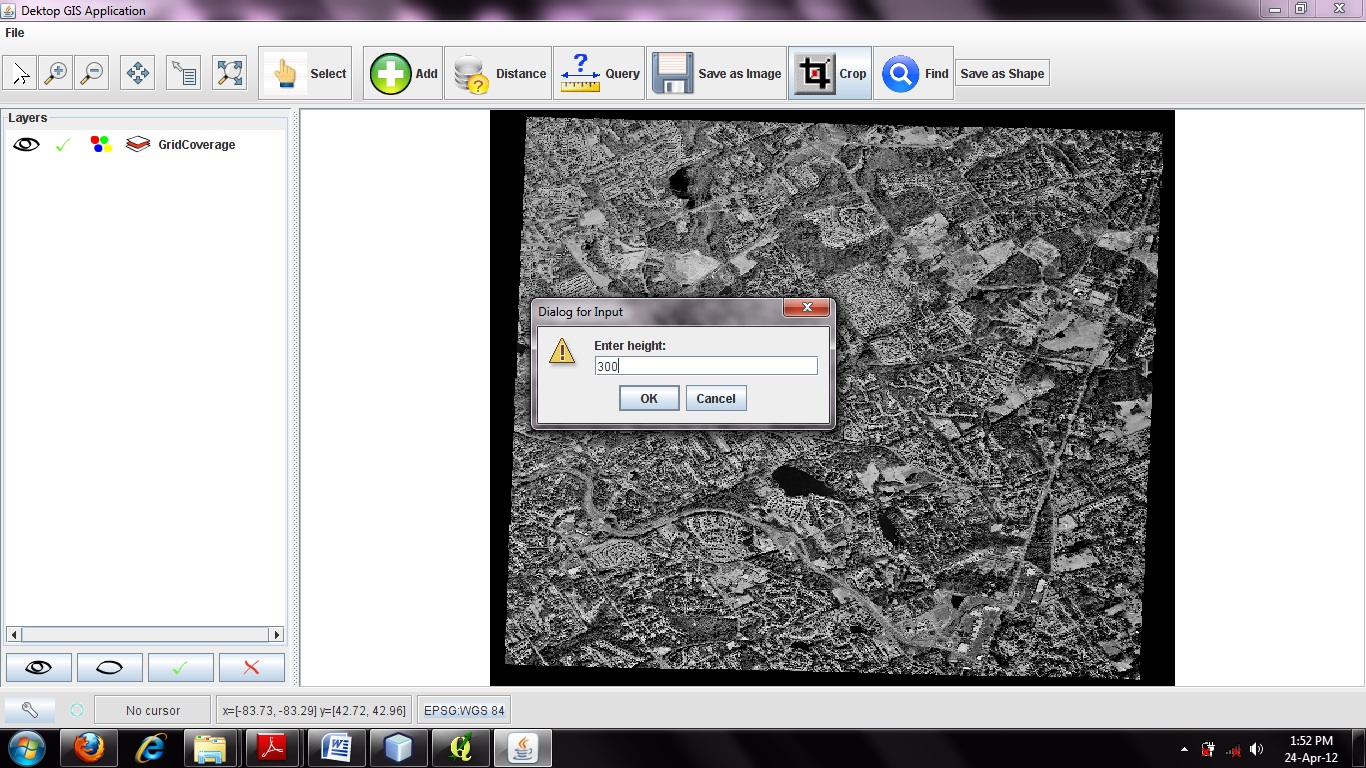 Dektop GIS Application
File
Select
Add
Distance
Query
Save as Image
Crop
Find
Save as Shape
Layers
GridCoverage
Dialog for Input
Enter height:
300
OK
Cancel
No cursor
x=[-83.73, -83.29] y=[42.72, 42.96]
EPSG:WGS 84
1:52 PM
24-Apr-12